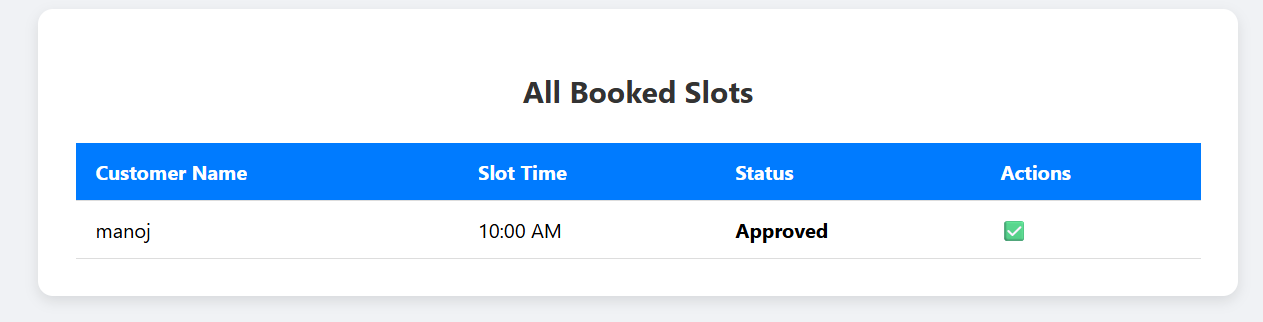 All Booked Slots
Customer Name Slot Time Status Actions
manoj 10:00 AM Approved ✅